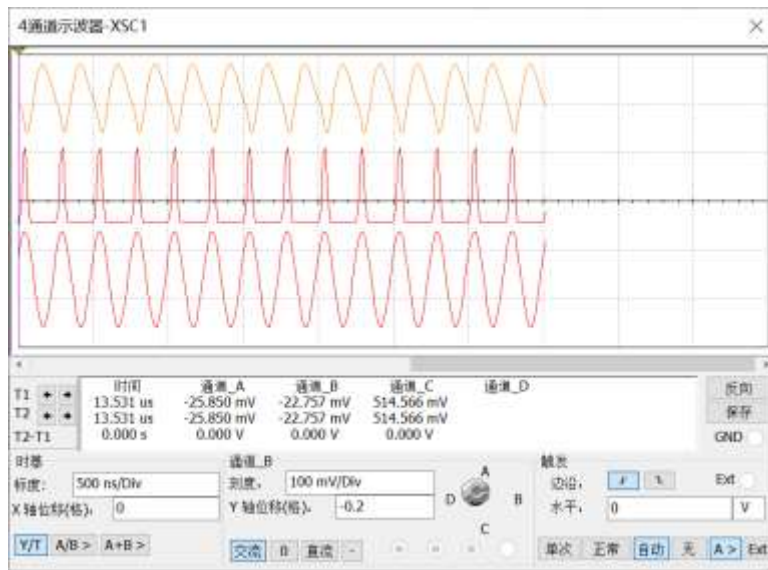 4通道示波器-XSC1
时间 通道_A 通道_B 通道_C 通道_D
T1 13.531 us -25.850 mV -22.757 mV 514.566 mV
T2 13.531 us -25.850 mV -22.757 mV 514.566 mV
T2-T1 0.000 s 0.000 V 0.000 V 0.000 V
反向
保存
GND
时基 通道_B 触发
标度: 500 ns/Div 刻度: 100 mV/Div A 边沿: Ext
D B
X 轴位移(格): 0 Y 轴位移(格): -0.2 水平: 0 V
C
Y/T A/B > A+B > 交流 0 直流 - 单次 正常 自动 无 A > Ext